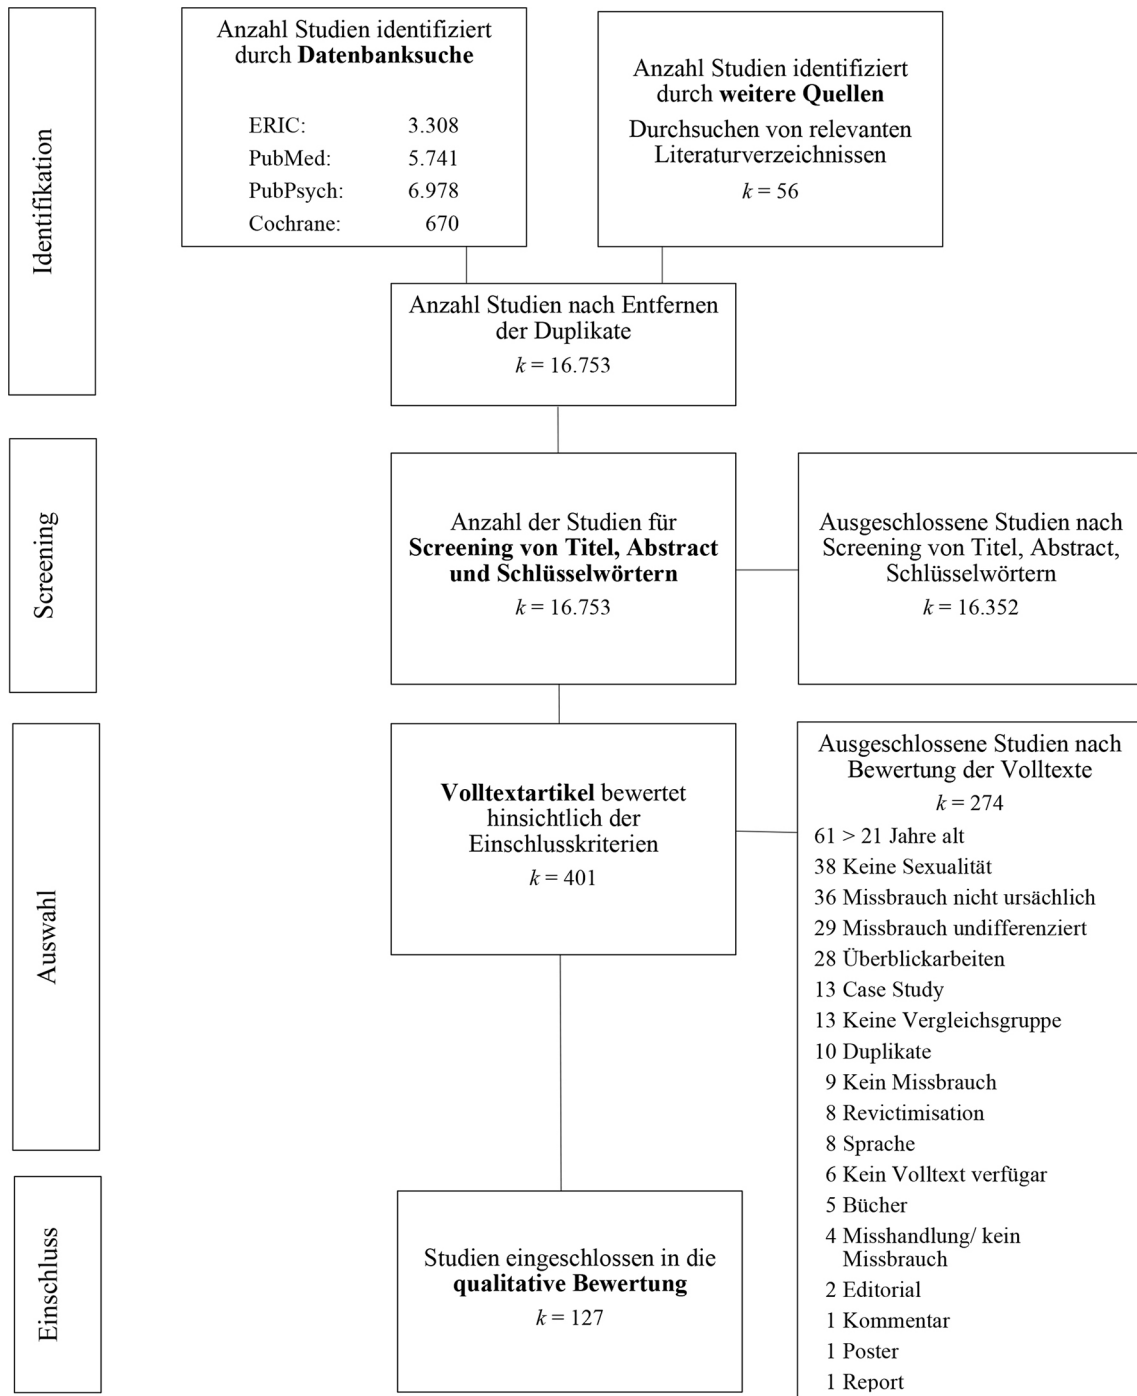 Identifikation
Anzahl Studien identifiziert
durch Datenbanksuche
ERIC: 3.308
PubMed: 5.741
PubPsych: 6.978
Cochrane: 670
Anzahl Studien identifiziert
durch weitere Quellen
Durchsuchen von relevanten
Literaturverzeichnissen
k = 56
Anzahl Studien nach Entfernen
der Duplikate
k = 16.753
Screening
Anzahl der Studien für
Screening von Titel, Abstract
und Schlüsselwörtern
k = 16.753
Ausgeschlossene Studien nach
Screening von Titel, Abstract,
Schlüsselwörtern
k = 16.352
Auswahl
Volltextartikel bewertet
hinsichtlich der
Einschlusskriterien
k = 401
Ausgeschlossene Studien nach
Bewertung der Volltexte
k = 274
61 > 21 Jahre alt
38 Keine Sexualität
36 Missbrauch nicht ursächlich
29 Missbrauch undifferenziert
28 Überblickarbeiten
13 Case Study
13 Keine Vergleichsgruppe
10 Duplikate
9 Kein Missbrauch
8 Revictimisation
8 Sprache
6 Kein Volltext verfügar
5 Bücher
4 Misshandlung/ kein
Missbrauch
2 Editorial
1 Kommentar
1 Poster
1 Report
Einschluss
Studien eingeschlossen in die
qualitative Bewertung
k = 127